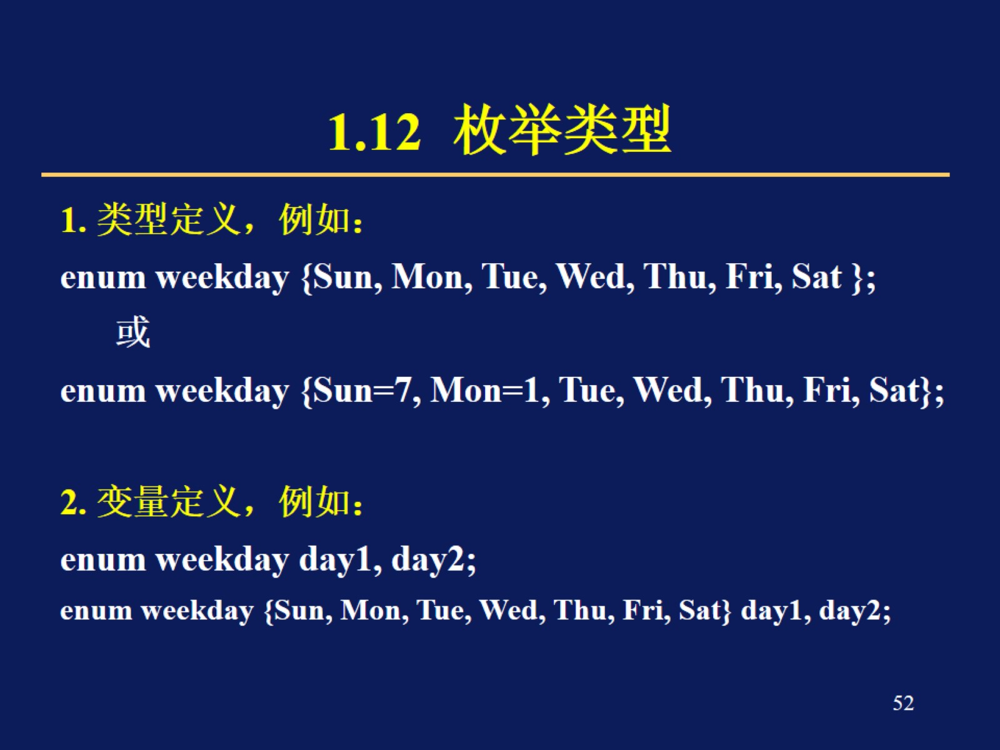 1.12 枚举类型
1. 类型定义，例如：
enum weekday {Sun, Mon, Tue, Wed, Thu, Fri, Sat };
或
enum weekday {Sun=7, Mon=1, Tue, Wed, Thu, Fri, Sat};
2. 变量定义，例如：
enum weekday day1, day2;
enum weekday {Sun, Mon, Tue, Wed, Thu, Fri, Sat} day1, day2;
52